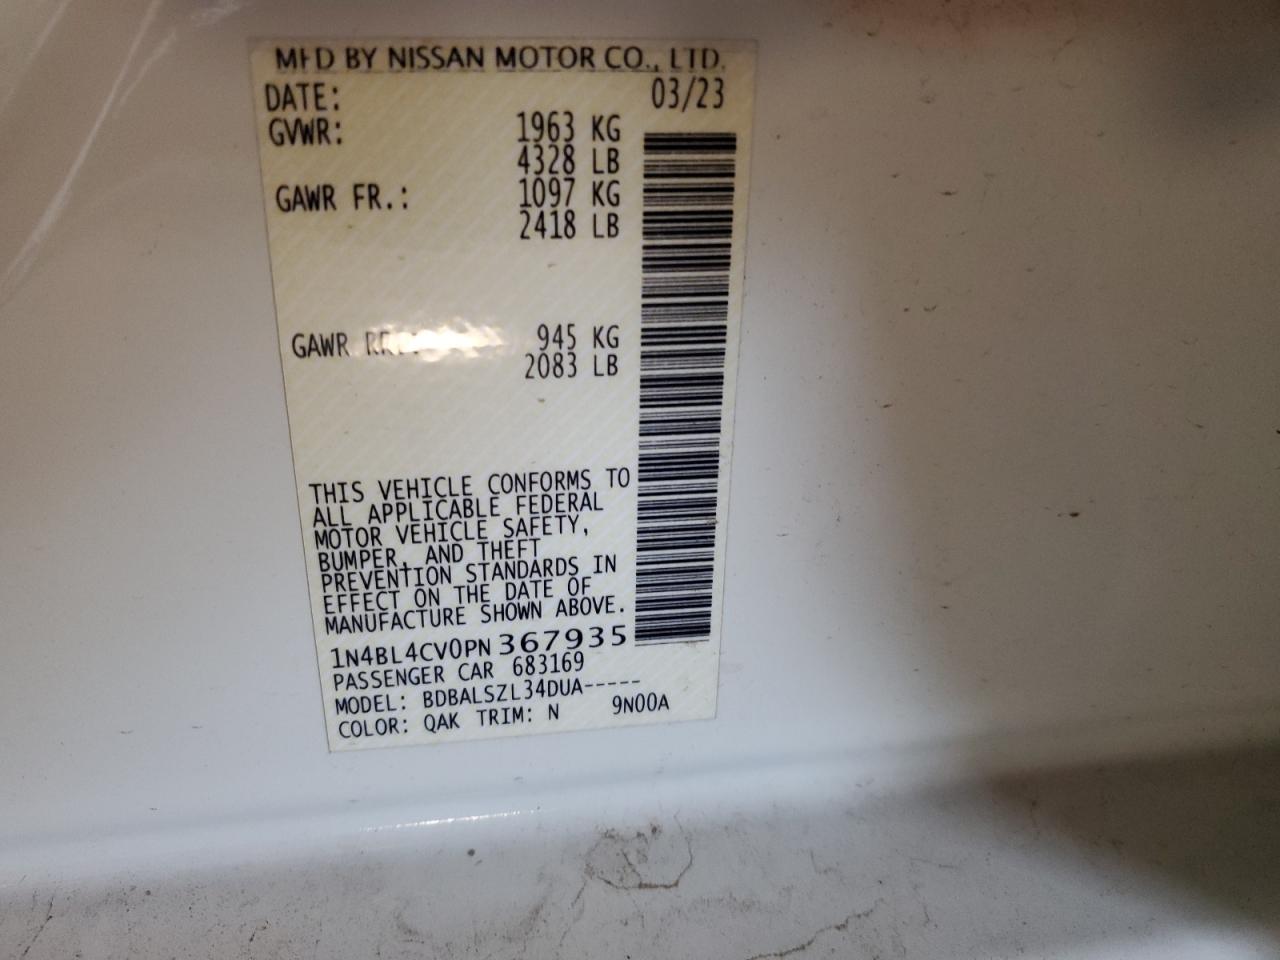 MFD BY NISSAN MOTOR CO., LTD.
DATE: 03/23
GVWR: 1963 KG
4328 LB
GAWR FR.: 1097 KG
2418 LB
GAWR RR.: 945 KG
2083 LB
THIS VEHICLE CONFORMS TO
ALL APPLICABLE FEDERAL
MOTOR VEHICLE SAFETY,
BUMPER, AND THEFT
PREVENTION STANDARDS IN
EFFECT ON THE DATE OF
MANUFACTURE SHOWN ABOVE.
1N4BL4CV0PN367935
PASSENGER CAR 683169
MODEL: BDBALSZL34DUA-----
COLOR: QAK TRIM: N 9N00A